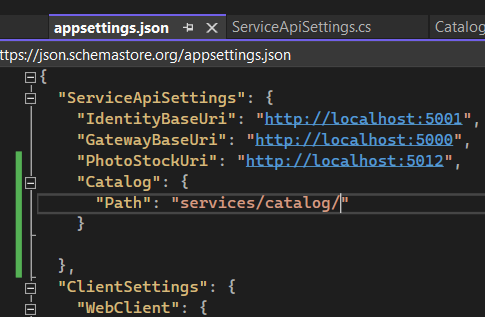 appsettings.json ServiceApiSettings.cs Catalog
ttps://json.schemastore.org/appsettings.json
{
"ServiceApiSettings": {
"IdentityBaseUri": "http://localhost:5001",
"GatewayBaseUri": "http://localhost:5000",
"PhotoStockUri": "http://localhost:5012",
"Catalog": {
"Path": "services/catalog/"
}
},
"ClientSettings": {
"WebClient": {